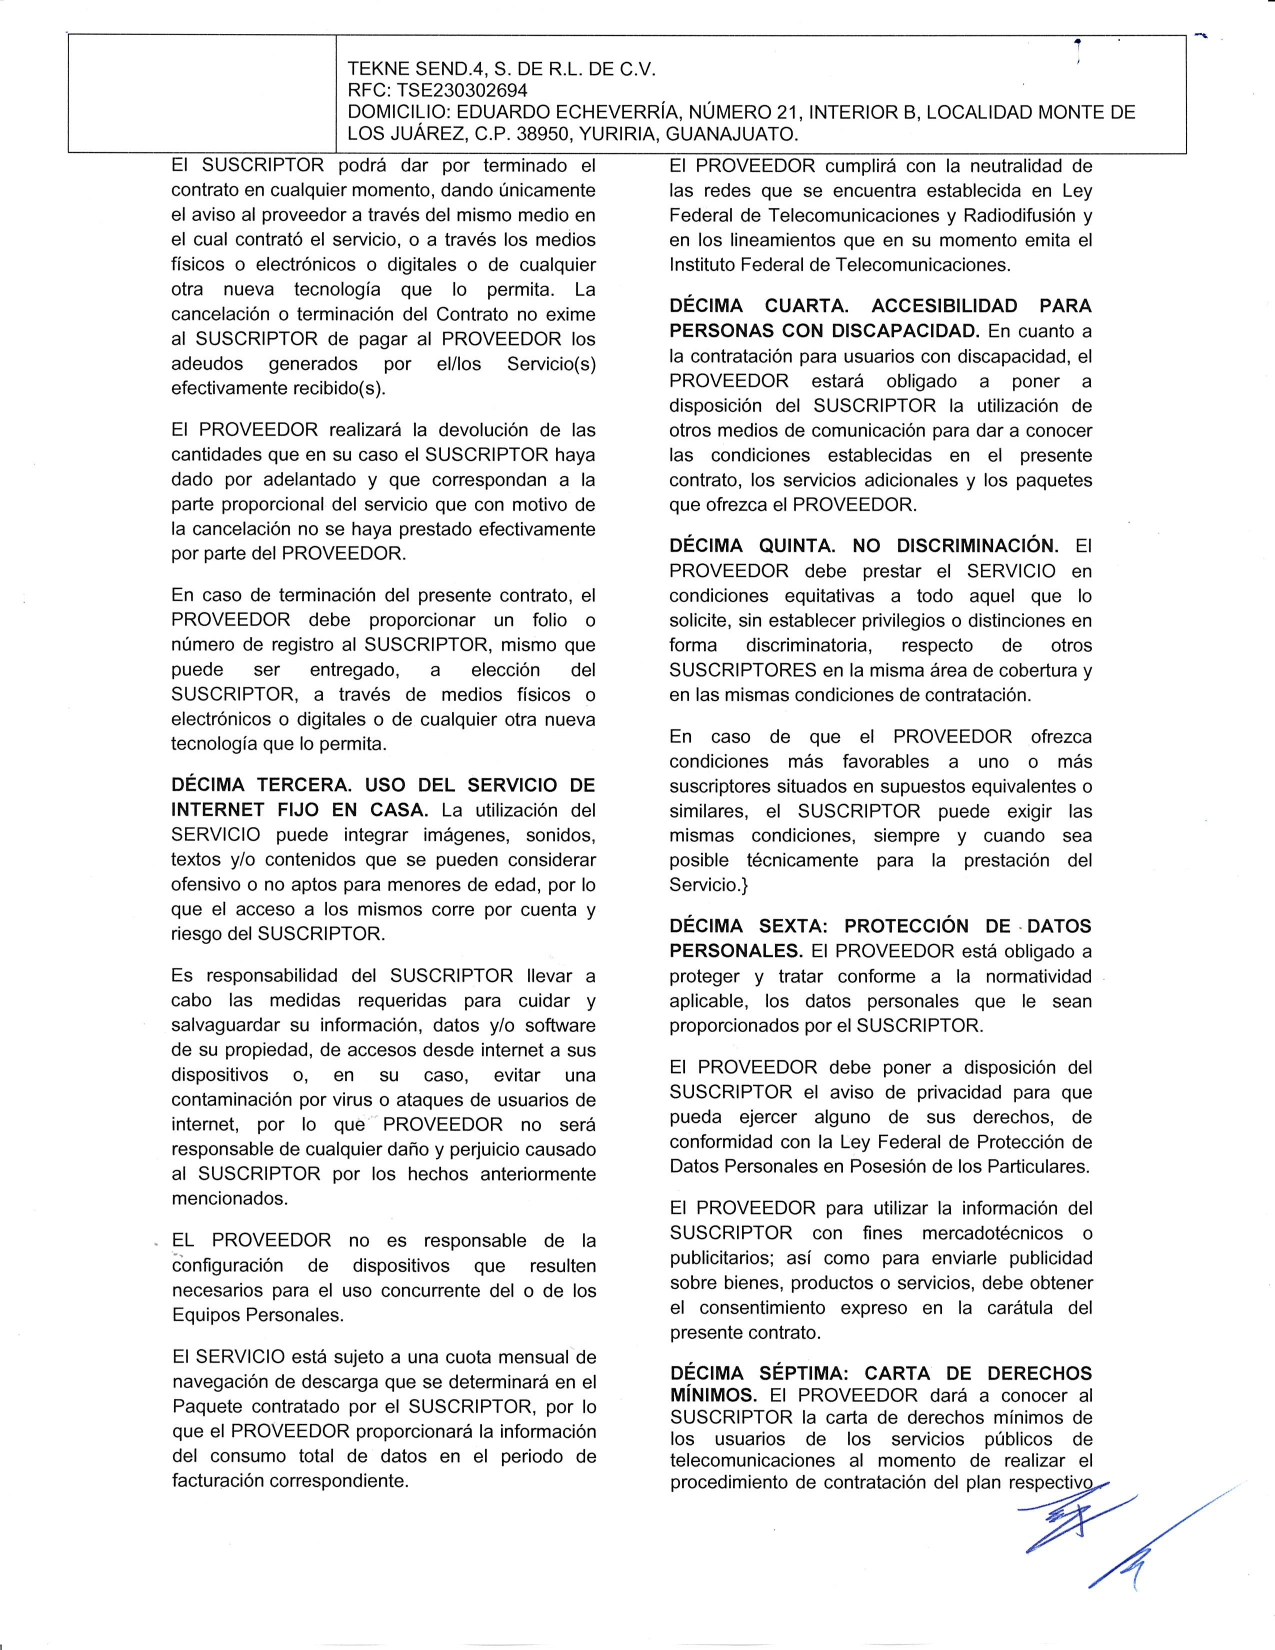 TEKNE SEND.4, S. DE R.L. DE C.V.
RFC: TSE230302694
DOMICILIO: EDUARDO ECHEVERRÍA, NÚMERO 21, INTERIOR B, LOCALIDAD MONTE DE
LOS JUÁREZ, C.P. 38950, YURIRIA, GUANAJUATO.
El SUSCRIPTOR podrá dar por terminado el
contrato en cualquier momento, dando únicamente
el aviso al proveedor a través del mismo medio en
el cual contrató el servicio, o a través los medios
físicos o electrónicos o digitales o de cualquier
otra nueva tecnología que lo permita. La
cancelación o terminación del Contrato no exime
al SUSCRIPTOR de pagar al PROVEEDOR los
adeudos generados por el/los Servicio(s)
efectivamente recibido(s).
El PROVEEDOR realizará la devolución de las
cantidades que en su caso el SUSCRIPTOR haya
dado por adelantado y que correspondan a la
parte proporcional del servicio que con motivo de
la cancelación no se haya prestado efectivamente
por parte del PROVEEDOR.
En caso de terminación del presente contrato, el
PROVEEDOR debe proporcionar un folio o
número de registro al SUSCRIPTOR, mismo que
puede ser entregado, a elección del
SUSCRIPTOR, a través de medios físicos o
electrónicos o digitales o de cualquier otra nueva
tecnología que lo permita.
DÉCIMA TERCERA. USO DEL SERVICIO DE
INTERNET FIJO EN CASA. La utilización del
SERVICIO puede integrar imágenes, sonidos,
textos y/o contenidos que se pueden considerar
ofensivo o no aptos para menores de edad, por lo
que el acceso a los mismos corre por cuenta y
riesgo del SUSCRIPTOR.
Es responsabilidad del SUSCRIPTOR llevar a
cabo las medidas requeridas para cuidar y
salvaguardar su información, datos y/o software
de su propiedad, de accesos desde internet a sus
dispositivos o, en su caso, evitar una
contaminación por virus o ataques de usuarios de
internet, por lo que PROVEEDOR no será
responsable de cualquier daño y perjuicio causado
al SUSCRIPTOR por los hechos anteriormente
mencionados.
EL PROVEEDOR no es responsable de la
configuración de dispositivos que resulten
necesarios para el uso concurrente del o de los
Equipos Personales.
El SERVICIO está sujeto a una cuota mensual de
navegación de descarga que se determinará en el
Paquete contratado por el SUSCRIPTOR, por lo
que el PROVEEDOR proporcionará la información
del consumo total de datos en el periodo de
facturación correspondiente.
El PROVEEDOR cumplirá con la neutralidad de
las redes que se encuentra establecida en Ley
Federal de Telecomunicaciones y Radiodifusión y
en los lineamientos que en su momento emita el
Instituto Federal de Telecomunicaciones.
DÉCIMA CUARTA. ACCESIBILIDAD PARA
PERSONAS CON DISCAPACIDAD. En cuanto a
la contratación para usuarios con discapacidad, el
PROVEEDOR estará obligado a poner a
disposición del SUSCRIPTOR la utilización de
otros medios de comunicación para dar a conocer
las condiciones establecidas en el presente
contrato, los servicios adicionales y los paquetes
que ofrezca el PROVEEDOR.
DÉCIMA QUINTA. NO DISCRIMINACIÓN. El
PROVEEDOR debe prestar el SERVICIO en
condiciones equitativas a todo aquel que lo
solicite, sin establecer privilegios o distinciones en
forma discriminatoria, respecto de otros
SUSCRIPTORES en la misma área de cobertura y
en las mismas condiciones de contratación.
En caso de que el PROVEEDOR ofrezca
condiciones más favorables a uno o más
suscriptores situados en supuestos equivalentes o
similares, el SUSCRIPTOR puede exigir las
mismas condiciones, siempre y cuando sea
posible técnicamente para la prestación del
Servicio.}
DÉCIMA SEXTA: PROTECCIÓN DE DATOS
PERSONALES. El PROVEEDOR está obligado a
proteger y tratar conforme a la normatividad
aplicable, los datos personales que le sean
proporcionados por el SUSCRIPTOR.
El PROVEEDOR debe poner a disposición del
SUSCRIPTOR el aviso de privacidad para que
pueda ejercer alguno de sus derechos, de
conformidad con la Ley Federal de Protección de
Datos Personales en Posesión de los Particulares.
El PROVEEDOR para utilizar la información del
SUSCRIPTOR con fines mercadotécnicos o
publicitarios; así como para enviarle publicidad
sobre bienes, productos o servicios, debe obtener
el consentimiento expreso en la carátula del
presente contrato.
DÉCIMA SÉPTIMA: CARTA DE DERECHOS
MÍNIMOS. El PROVEEDOR dará a conocer al
SUSCRIPTOR la carta de derechos mínimos de
los usuarios de los servicios públicos de
telecomunicaciones al momento de realizar el
procedimiento de contratación del plan respectivo